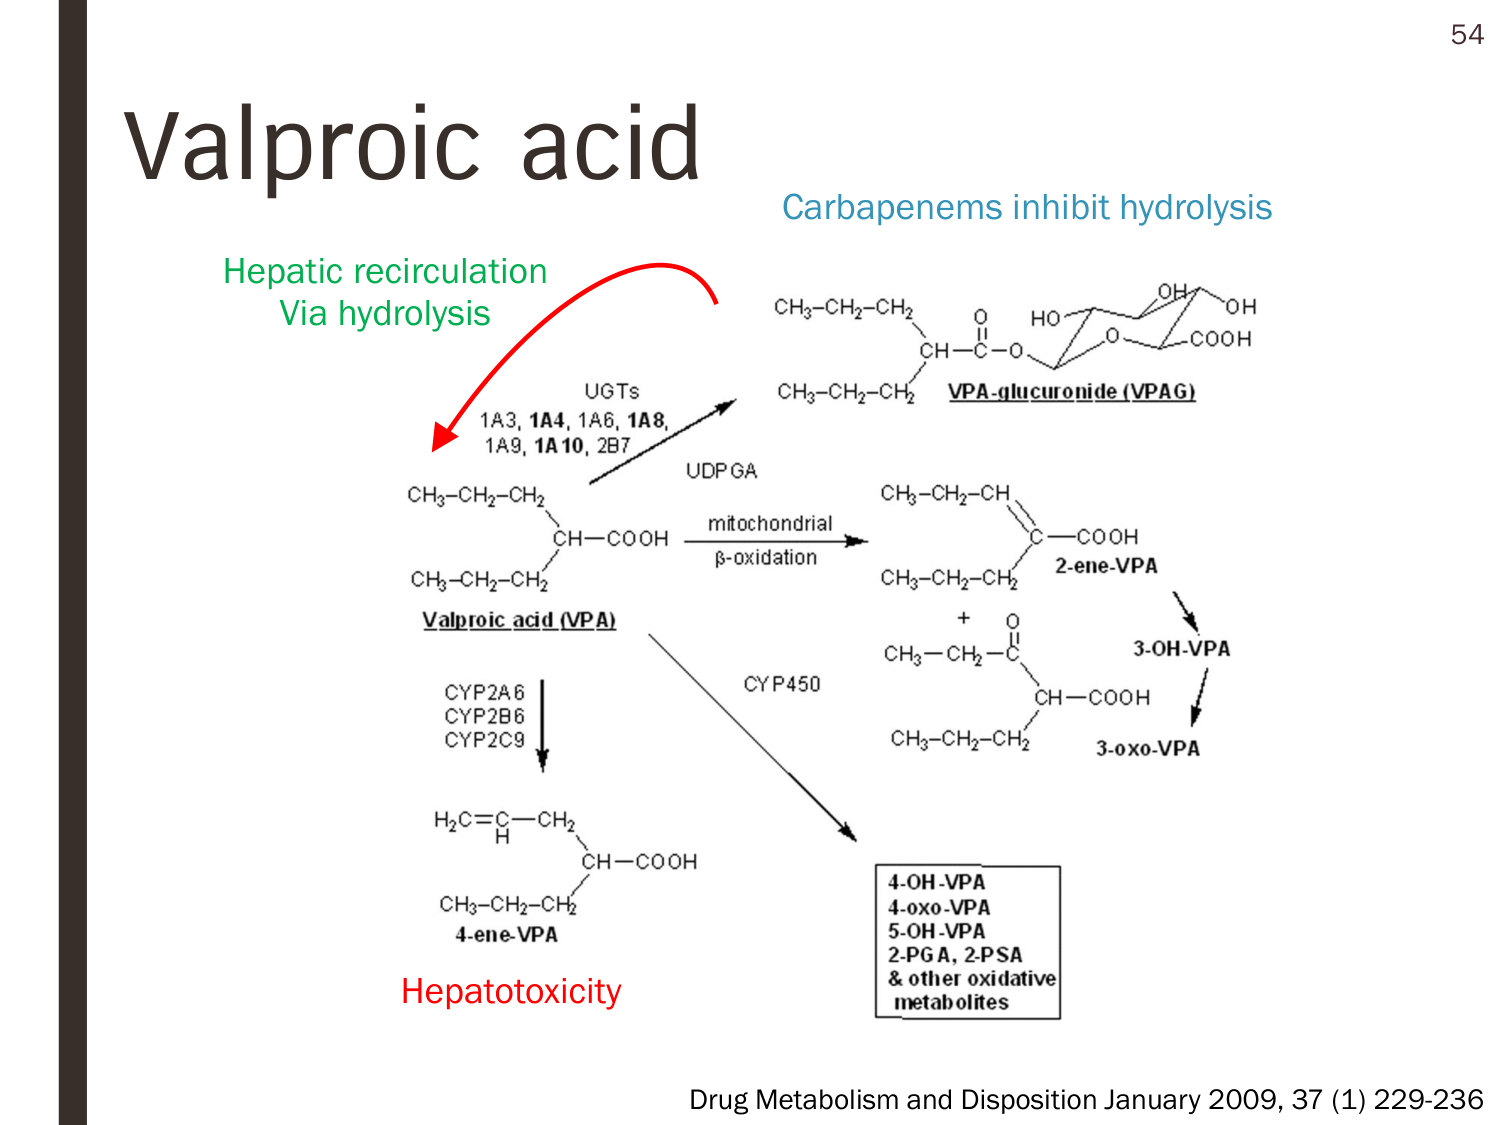 54
Valproic acid
Carbapenems inhibit hydrolysis
Hepatic recirculation
Via hydrolysis
CH3–CH2–CH2
CH—C—O
O
CH3–CH2–CH2
HO
OH
OH
O
COOH
VPA-glucuronide (VPAG)
UGTs
1A3, 1A4, 1A6, 1A8,
1A9, 1A10, 2B7
UDPGA
CH3–CH2–CH2
CH—COOH
CH3–CH2–CH2
Valproic acid (VPA)
mitochondrial
β-oxidation
CH3–CH2–CH
C—COOH
CH3–CH2–CH2
2-ene-VPA
+
O
CH3—CH2—C
CH—COOH
CH3–CH2–CH2
3-OH-VPA
3-oxo-VPA
CYP2A6
CYP2B6
CYP2C9
CYP450
H2C=C—CH2
H
CH—COOH
CH3–CH2–CH2
4-ene-VPA
Hepatotoxicity
4-OH-VPA
4-oxo-VPA
5-OH-VPA
2-PGA, 2-PSA
& other oxidative
metabolites
Drug Metabolism and Disposition January 2009, 37 (1) 229-236